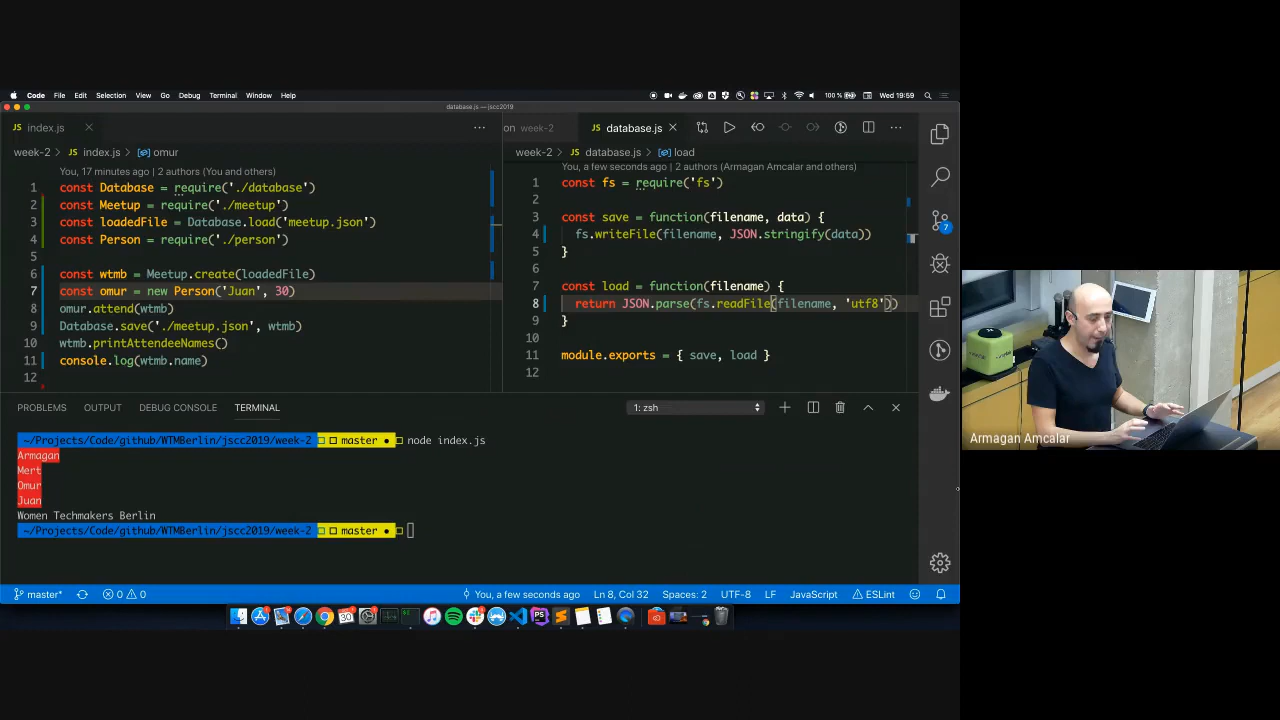 Code File Edit Selection View Go Debug Terminal Window Help 100% Wed 19:59
database.js — jscc2019
JS index.js
week-2 > JS index.js > omur
You, 17 minutes ago | 2 authors (You and others)
1 const Database = require('./database')
2 const Meetup = require('./meetup')
3 const loadedFile = Database.load('meetup.json')
4 const Person = require('./person')
5
6 const wtmb = Meetup.create(loadedFile)
7 const omur = new Person('Juan', 30)
8 omur.attend(wtmb)
9 Database.save('./meetup.json', wtmb)
10 wtmb.printAttendeeNames()
11 console.log(wtmb.name)
12
on week-2 JS database.js
week-2 > JS database.js > load
You, a few seconds ago | 2 authors (Armagan Amcalar and others)
1 const fs = require('fs')
2
3 const save = function(filename, data) {
4 fs.writeFile(filename, JSON.stringify(data))
5 }
6
7 const load = function(filename) {
8 return JSON.parse(fs.readFile(filename, 'utf8'))
9 }
10
11 module.exports = { save, load }
12
7
PROBLEMS OUTPUT DEBUG CONSOLE TERMINAL 1: zsh
~/Projects/Code/github/WTMBerlin/jscc2019/week-2 master node index.js
Armagan
Mert
Omur
Juan
Women Techmakers Berlin
~/Projects/Code/github/WTMBerlin/jscc2019/week-2 master
master* 0 0 You, a few seconds ago Ln 8, Col 32 Spaces: 2 UTF-8 LF JavaScript ESLint
30 PS
Armagan Amcalar